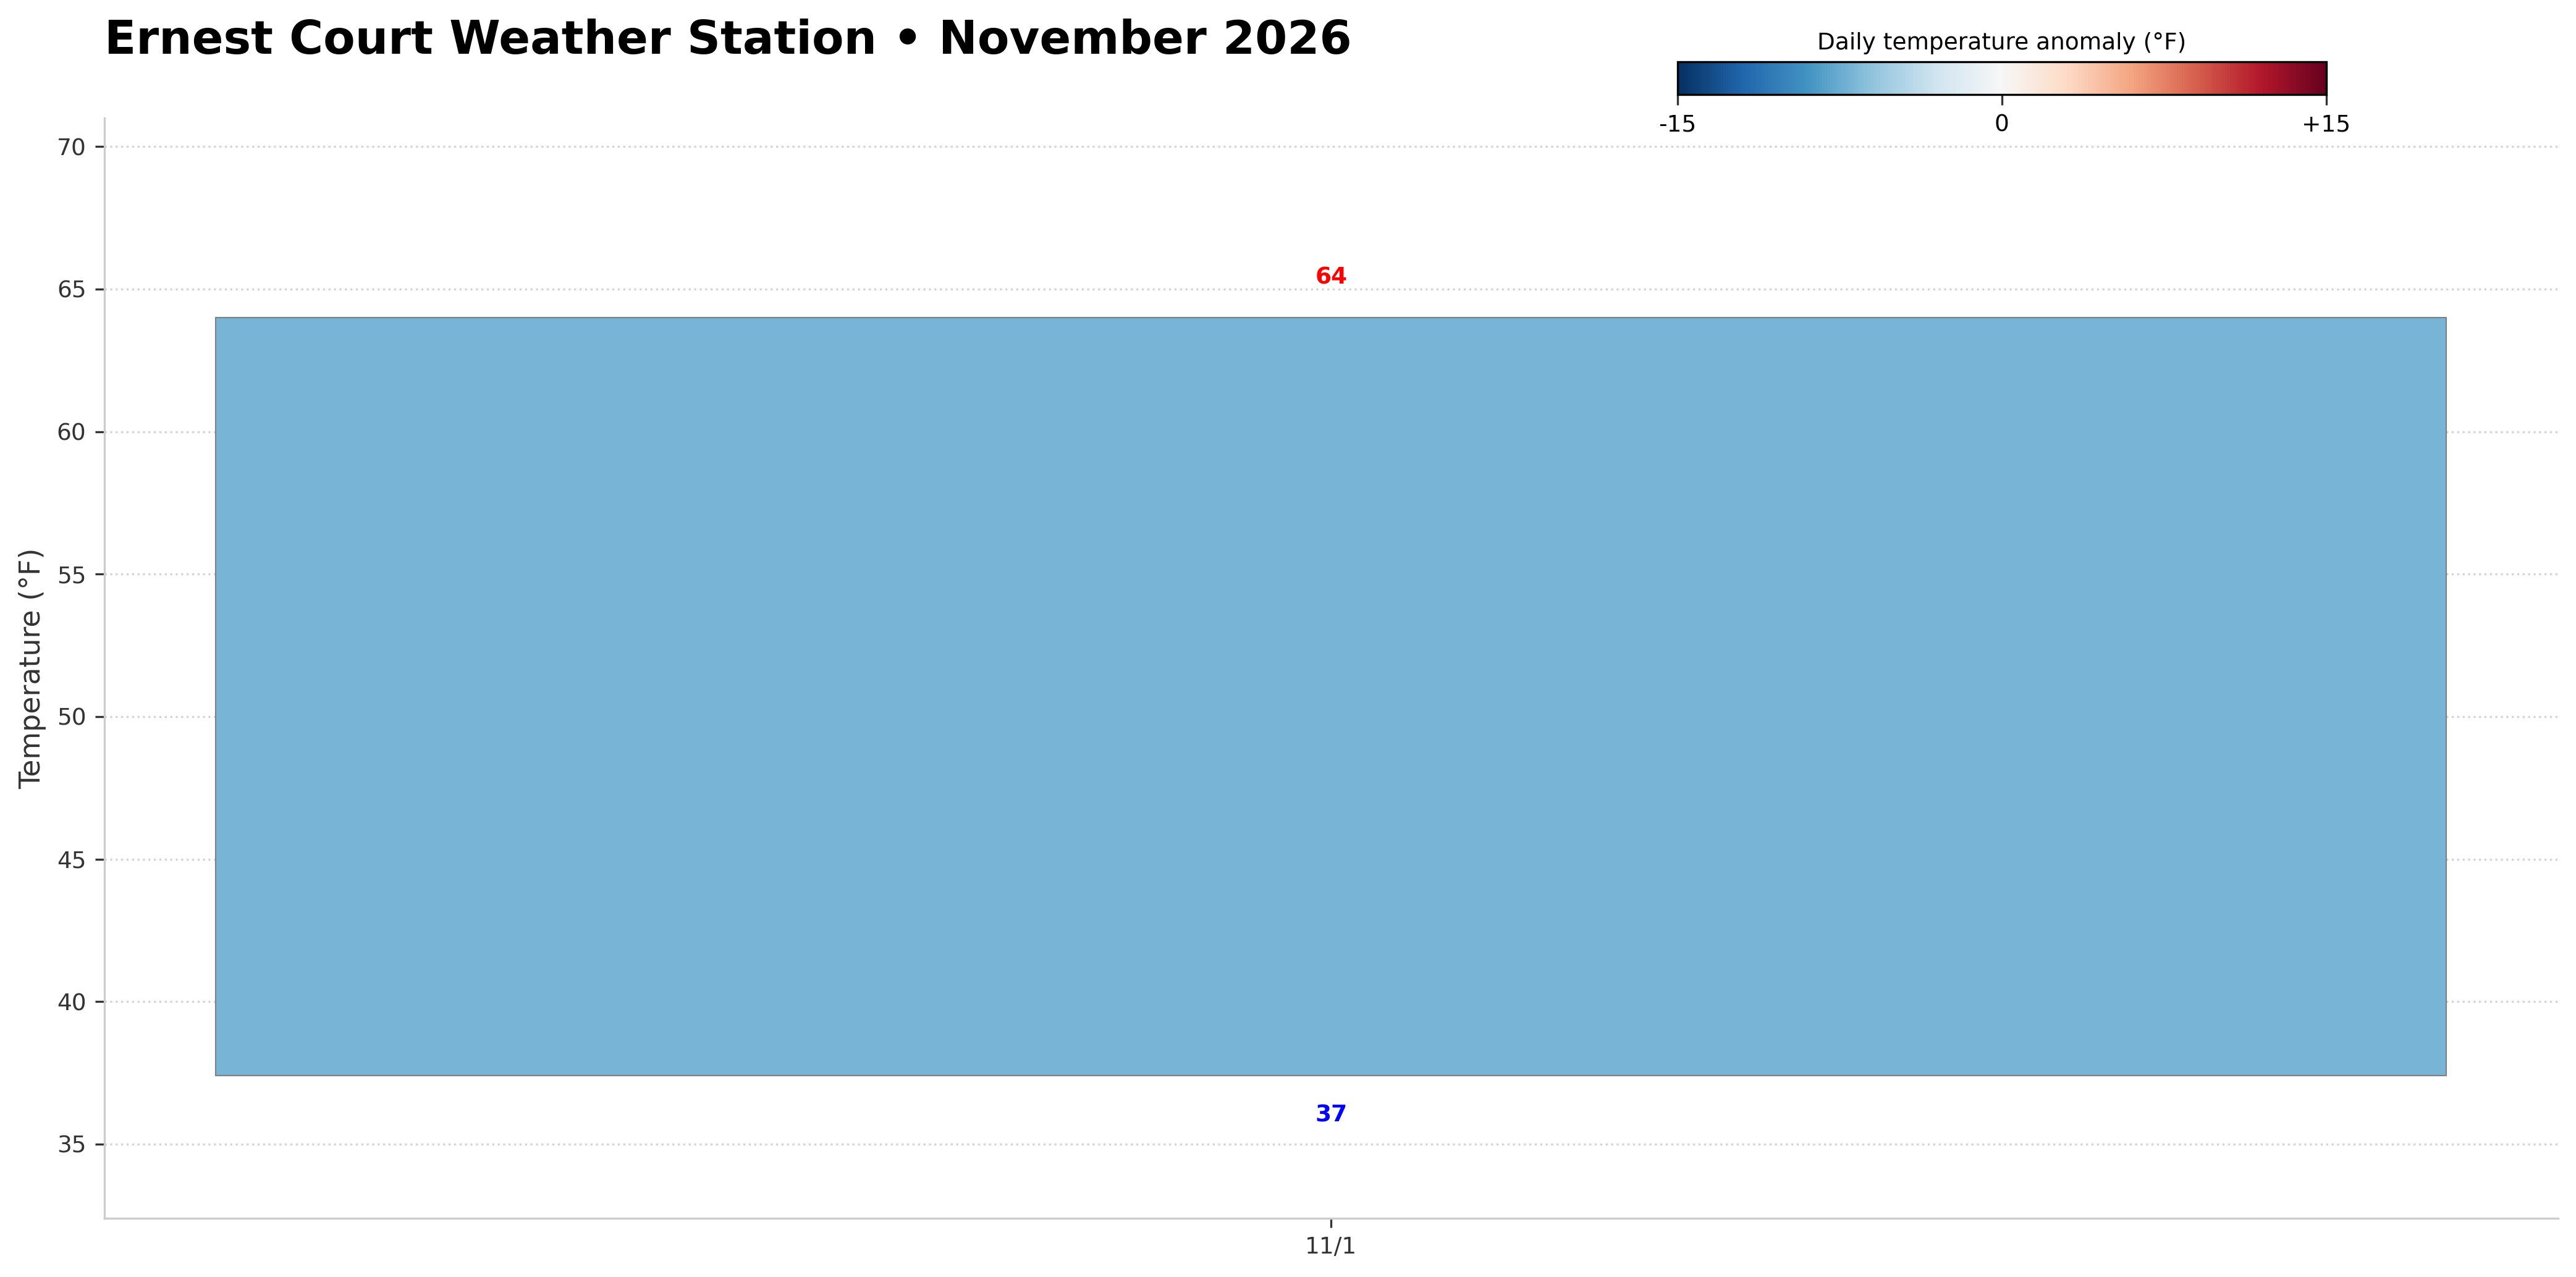 Ernest Court Weather Station • November 2026
Daily temperature anomaly (°F)
-15 0 +15
70
65
60
55
50
45
40
35
Temperature (°F)
64
37
11/1